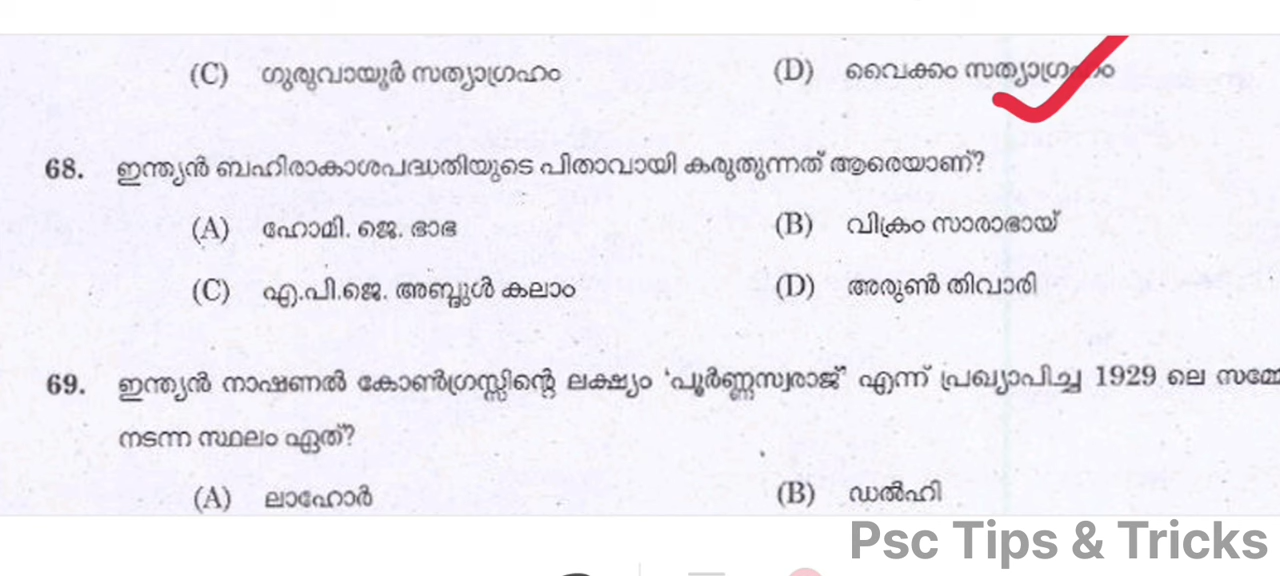 (C) ഗുരുവായൂർ സത്യാഗ്രഹം (D) വൈക്കം സത്യാഗ്രഹം
68. ഇന്ത്യൻ ബഹിരാകാശപദ്ധതിയുടെ പിതാവായി കരുതുന്നത് ആരെയാണ്?
(A) ഹോമി. ജെ. ഭാഭ (B) വിക്രം സാരാഭായ്
(C) എ.പി.ജെ. അബ്ദുൾ കലാം (D) അരുൺ തിവാരി
69. ഇന്ത്യൻ നാഷണൽ കോൺഗ്രസ്സിന്റെ ലക്ഷ്യം 'പൂർണ്ണസ്വരാജ്' എന്ന് പ്രഖ്യാപിച്ച 1929 ലെ
നടന്ന സ്ഥലം ഏത്?
(A) ലാഹോർ (B) ഡൽഹി
Psc Tips & Tricks